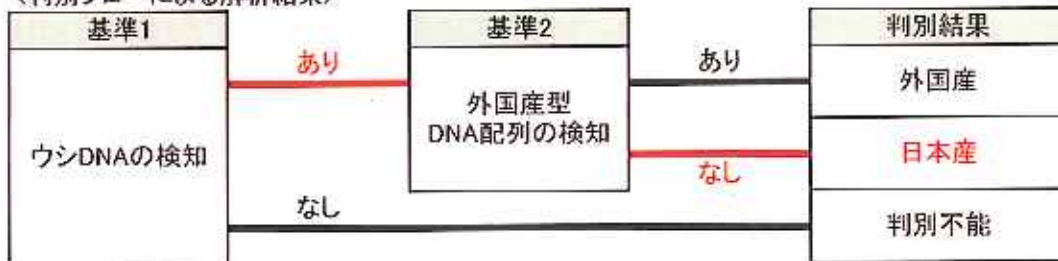 基準1
基準2
判別結果
あり
あり
外国産
外国産型
DNA配列の検知
ウシDNAの検知
日本産
なし
なし
判別不能